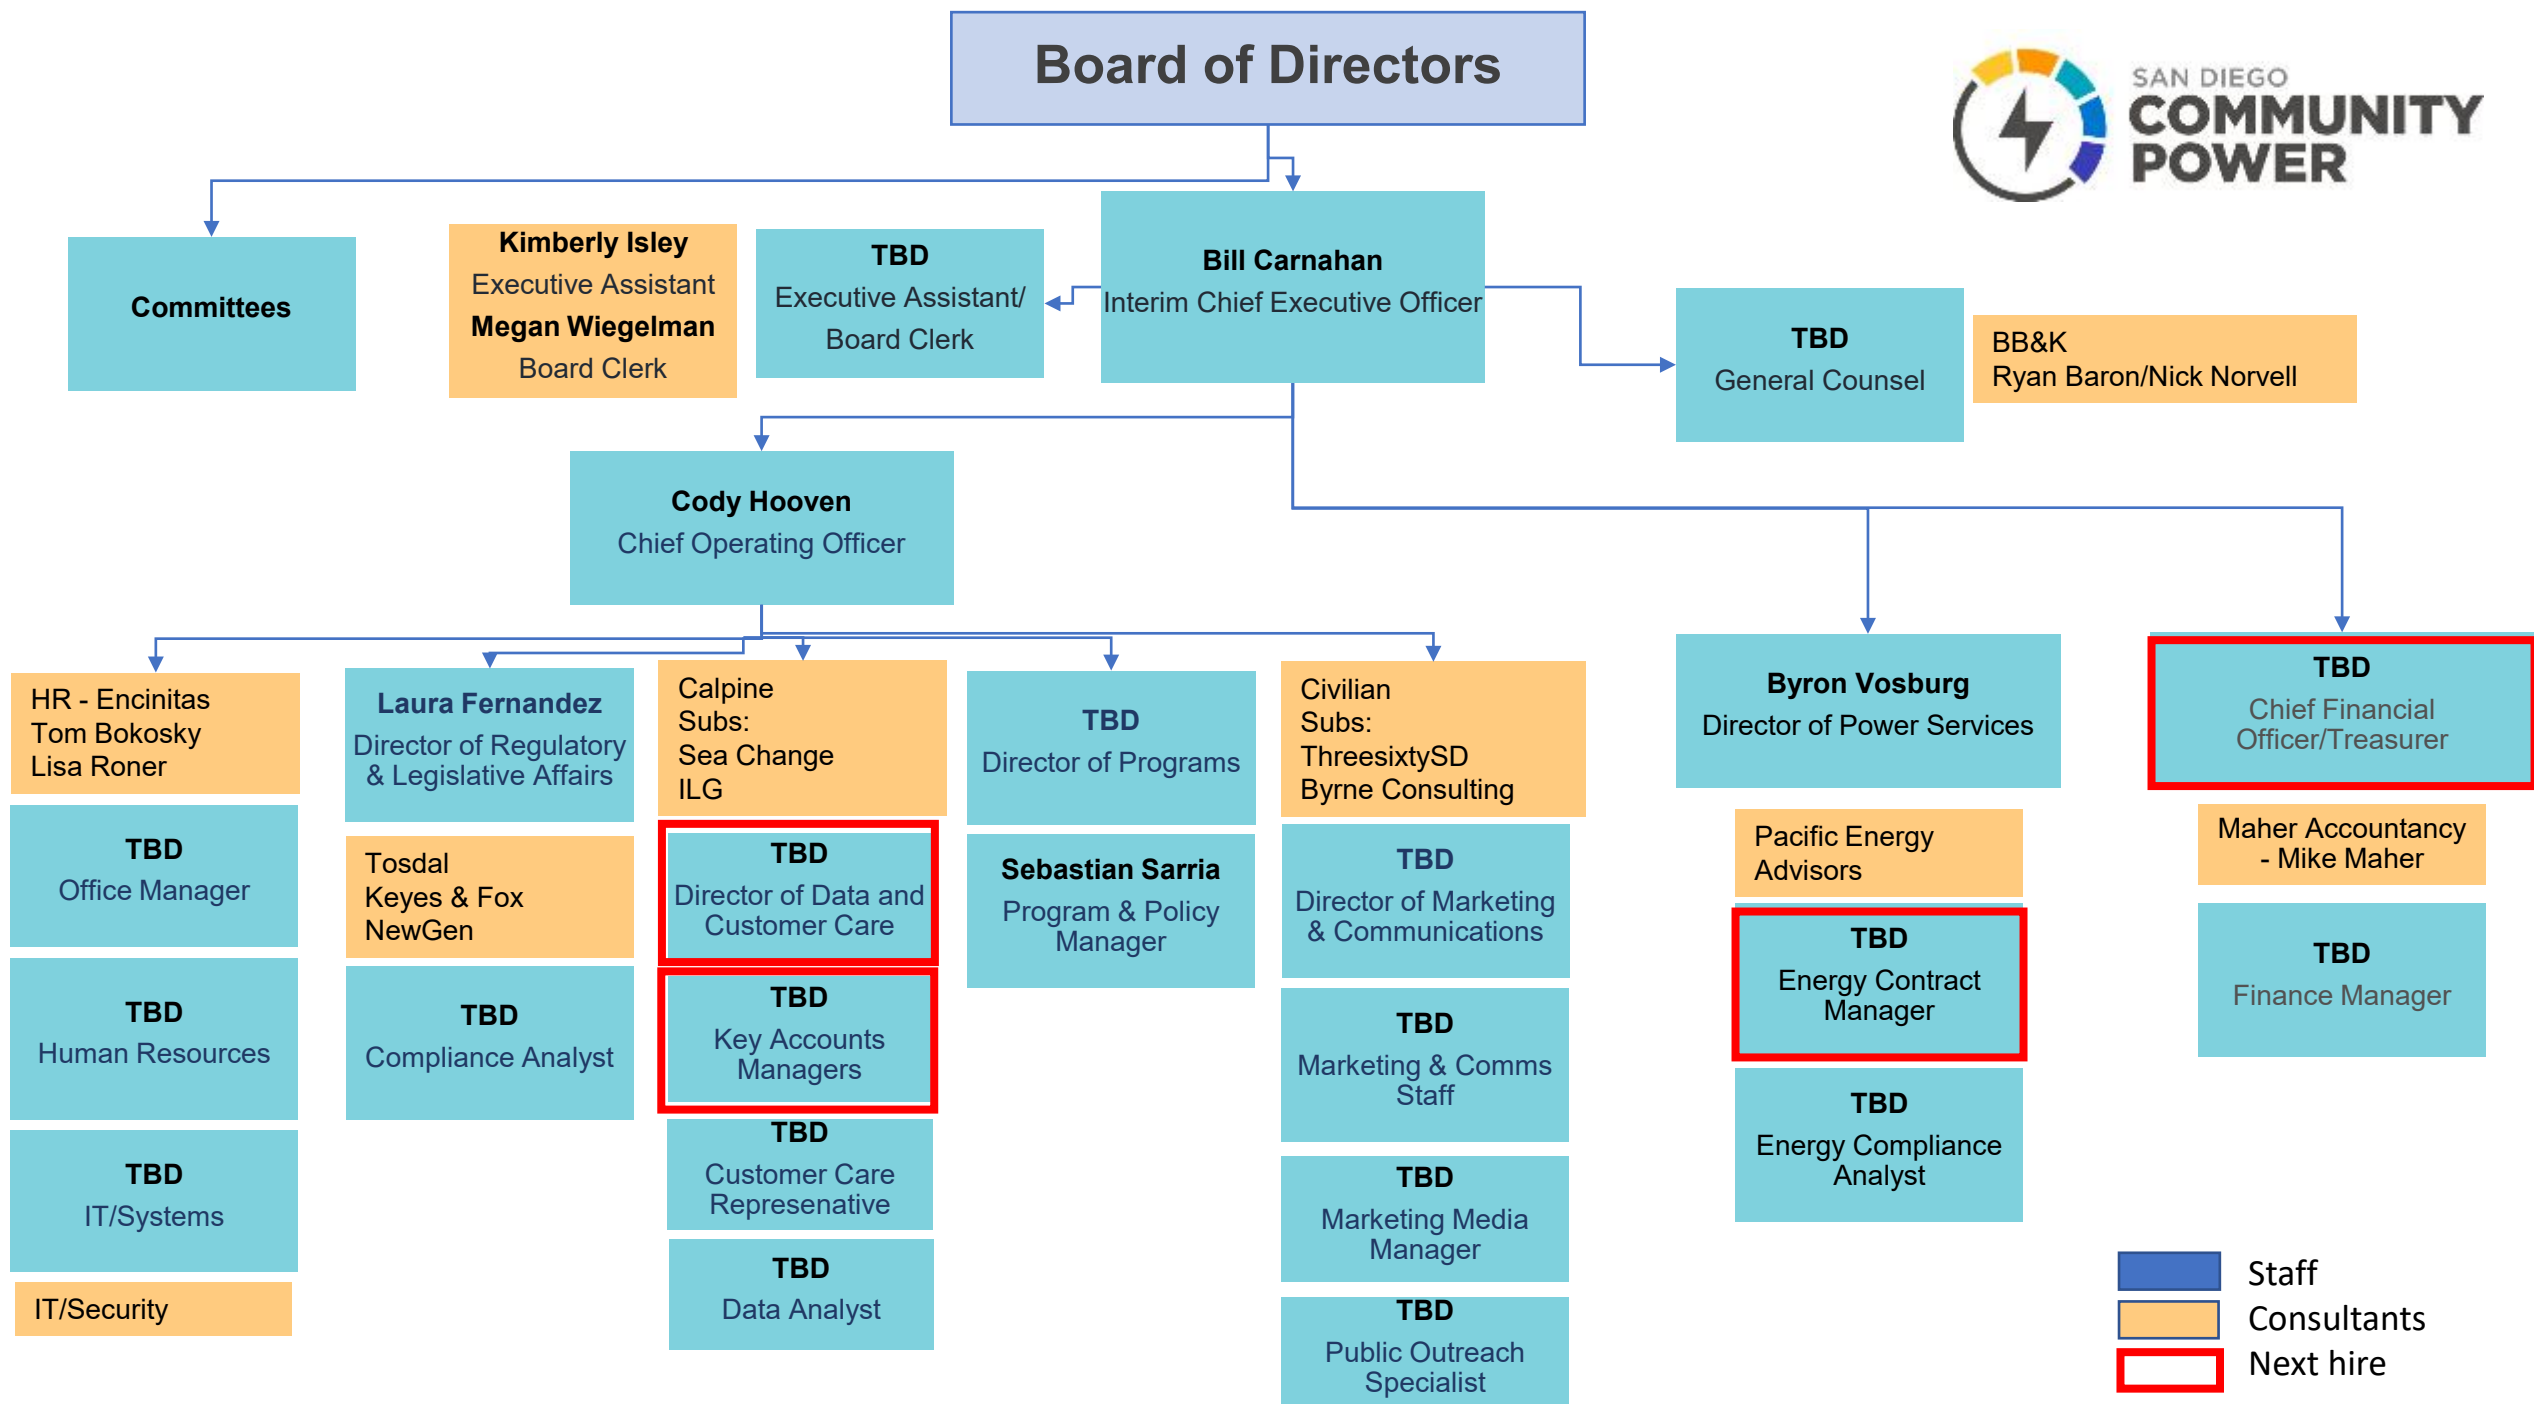 Board of Directors
SAN DIEGO
COMMUNITY
POWER
Committees
Kimberly Isley
Executive Assistant
Megan Wiegelman
Board Clerk
TBD
Executive Assistant/
Board Clerk
Bill Carnahan
Interim Chief Executive Officer
TBD
General Counsel
BB&K
Ryan Baron/Nick Norvell
Cody Hooven
Chief Operating Officer
HR - Encinitas
Tom Bokosky
Lisa Roner
TBD
Office Manager
TBD
Human Resources
TBD
IT/Systems
IT/Security
Laura Fernandez
Director of Regulatory
& Legislative Affairs
Tosdal
Keyes & Fox
NewGen
TBD
Compliance Analyst
Calpine
Subs:
Sea Change
ILG
TBD
Director of Data and
Customer Care
TBD
Key Accounts
Managers
TBD
Customer Care
Represenative
TBD
Data Analyst
TBD
Director of Programs
Sebastian Sarria
Program & Policy
Manager
Civilian
Subs:
ThreesixtySD
Byrne Consulting
TBD
Director of Marketing
& Communications
TBD
Marketing & Comms
Staff
TBD
Marketing Media
Manager
TBD
Public Outreach
Specialist
Byron Vosburg
Director of Power Services
Pacific Energy
Advisors
TBD
Energy Contract
Manager
TBD
Energy Compliance
Analyst
TBD
Chief Financial
Officer/Treasurer
Maher Accountancy
- Mike Maher
TBD
Finance Manager
Staff
Consultants
Next hire